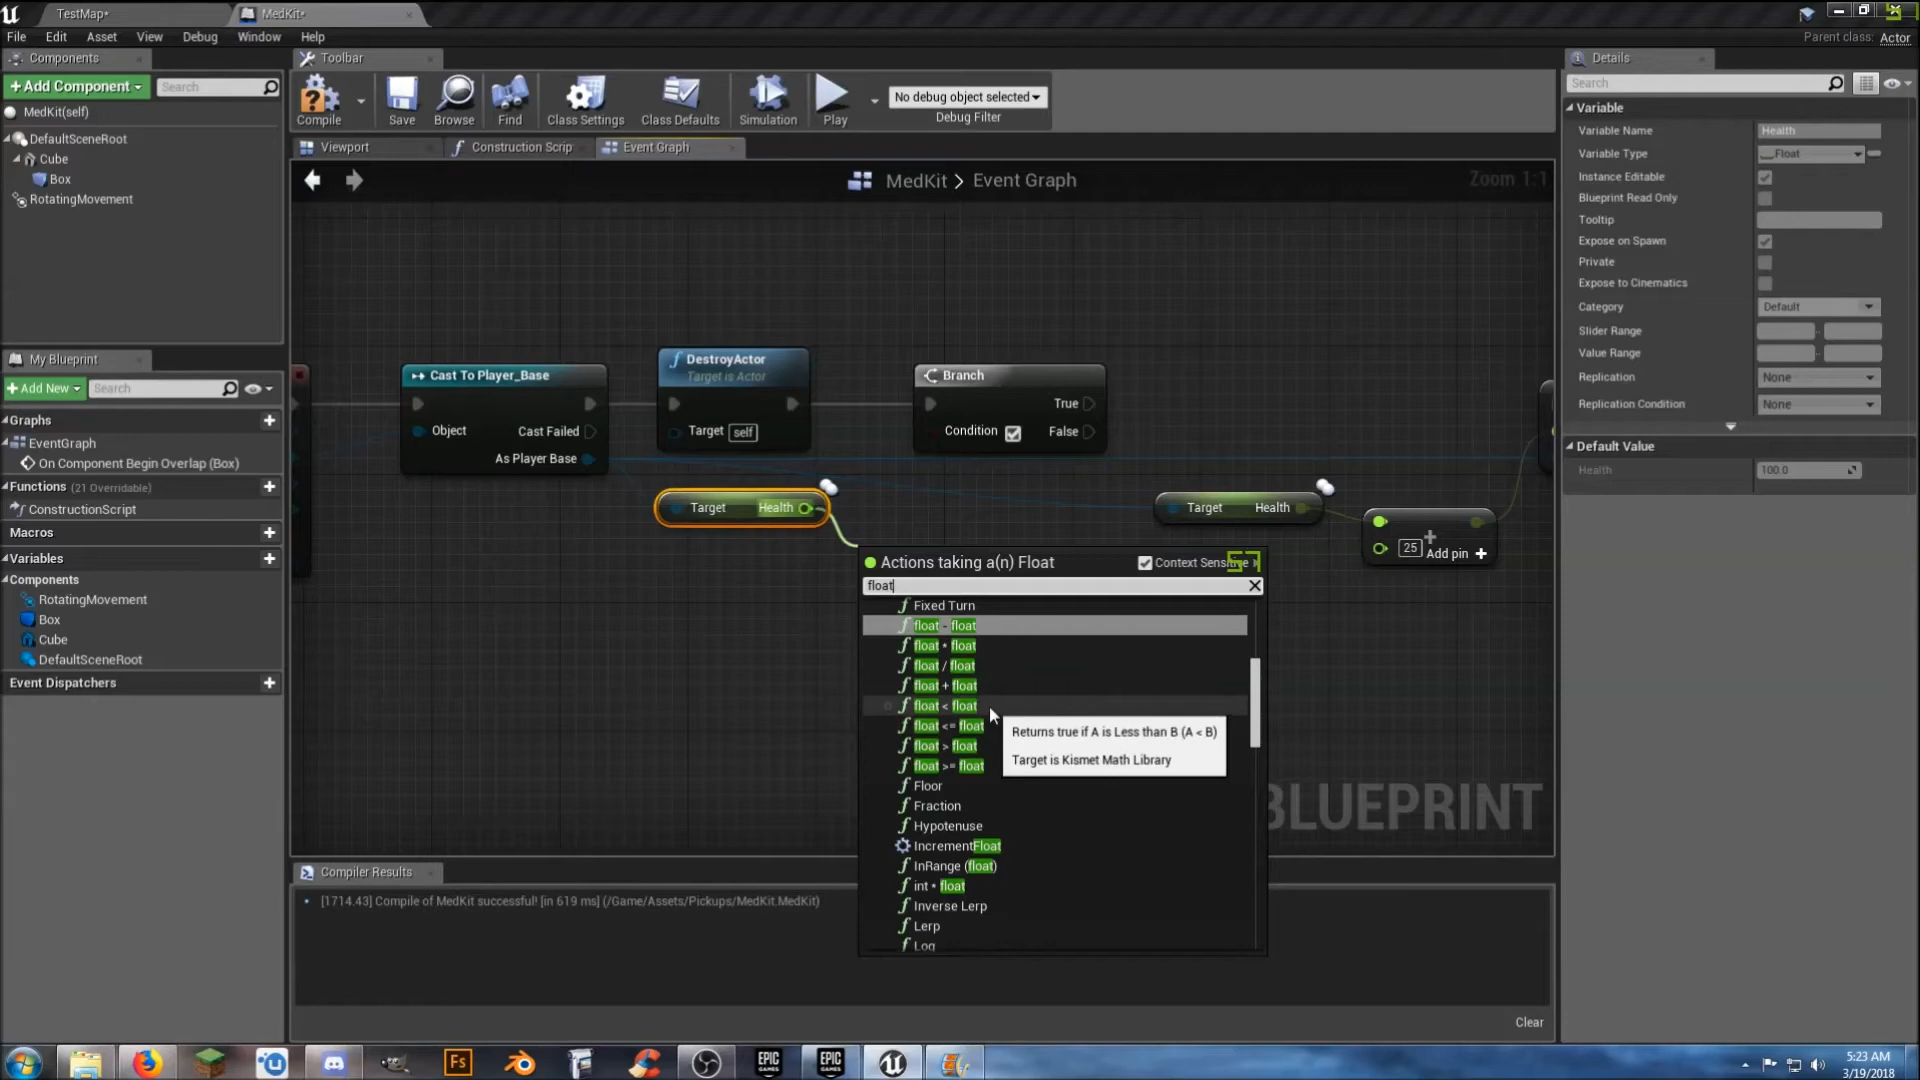 TestMap*
MedKit*
File Edit Asset View Debug Window Help
Parent class: Actor
Components
+ Add Component
Search
MedKit(self)
DefaultSceneRoot
Cube
Box
RotatingMovement
Toolbar
Compile
Save
Browse
Find
Class Settings
Class Defaults
Simulation
Play
No debug object selected
Debug Filter
Viewport
Construction Scrip
Event Graph
MedKit > Event Graph
Zoom 1:1
Cast To Player_Base
Object
Cast Failed
As Player Base
DestroyActor
Target is Actor
Target self
Branch
True
Condition
False
Target Health
Target Health
25
Add pin +
Actions taking a(n) Float
Context Sensitive
float
Fixed Turn
float - float
float * float
float / float
float + float
float < float
float <= float
float > float
float >= float
Floor
Fraction
Hypotenuse
IncrementFloat
InRange (float)
int * float
Inverse Lerp
Lerp
Log
Returns true if A is Less than B (A < B)
Target is Kismet Math Library
BLUEPRINT
My Blueprint
+ Add New
Search
Graphs
EventGraph
On Component Begin Overlap (Box)
Functions (21 Overridable)
ConstructionScript
Macros
Variables
Components
RotatingMovement
Box
Cube
DefaultSceneRoot
Event Dispatchers
Compiler Results
[1714.43] Compile of MedKit successful! [in 619 ms] (/Game/Assets/Pickups/MedKit.MedKit)
Clear
Details
Search
Variable
Variable Name Health
Variable Type Float
Instance Editable
Blueprint Read Only
Tooltip
Expose on Spawn
Private
Expose to Cinematics
Category Default
Slider Range
Value Range
Replication None
Replication Condition None
Default Value
Health 100.0
Fs
EPIC GAMES
EPIC GAMES
5:23 AM
3/19/2018